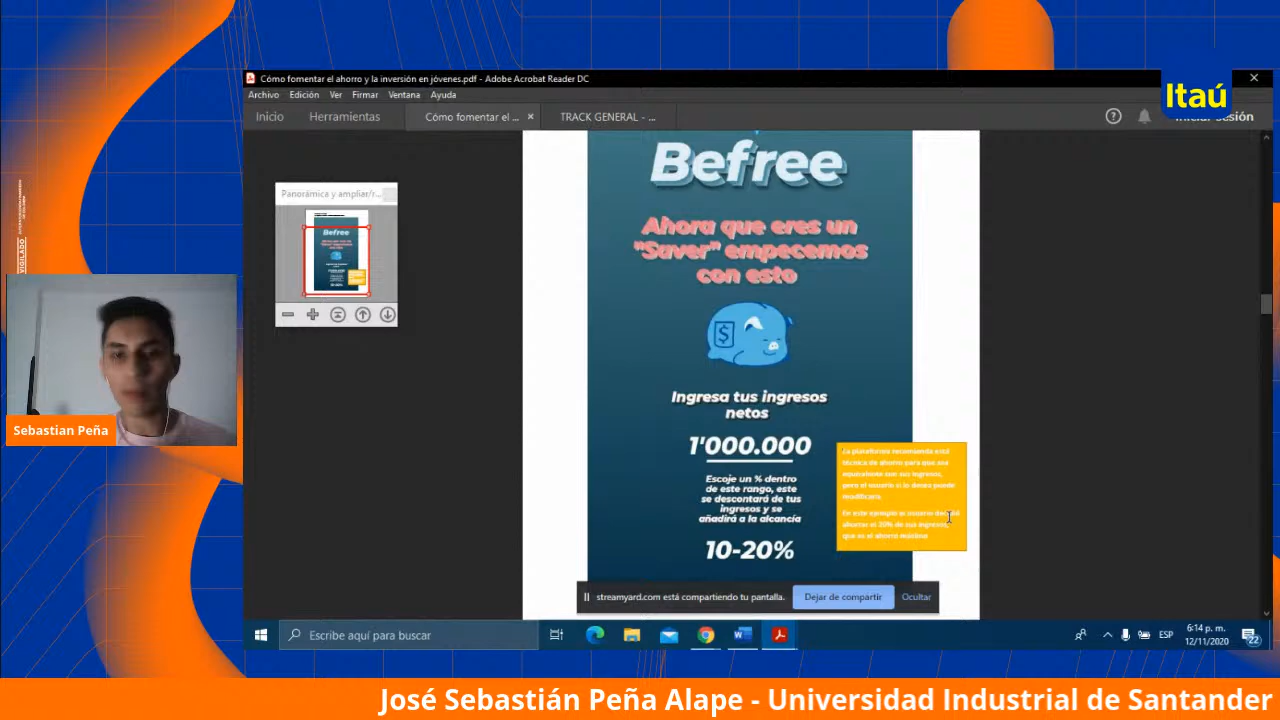 Cómo fomentar el ahorro y la inversión en jóvenes.pdf - Adobe Acrobat Reader DC
Itaú
Archivo Edición Ver Firmar Ventana Ayuda
Inicio Herramientas Cómo fomentar el ... × TRACK GENERAL - ... Iniciar sesión
Panorámica y ampliar/r...
Befree
Ahora que eres un
"Saver" empecemos
con esto
$
Ingresa tus ingresos
netos
1'000.000
Escoje un % dentro
de este rango, este
se descontará de tus
ingresos y se
añadirá a la alcancía
10-20%
La plataforma recomienda está
técnica de ahorro para que sea
equivalente con sus ingresos,
pero el usuario si lo desea puede
modificarla
En este ejemplo el usuario decidió
ahorrar el 20% de sus ingresos,
que es el ahorro máximo
VIGILADO
Sebastian Peña
streamyard.com está compartiendo tu pantalla. Dejar de compartir Ocultar
Escribe aquí para buscar
ESP
6:14 p. m.
12/11/2020
22
José Sebastián Peña Alape - Universidad Industrial de Santander